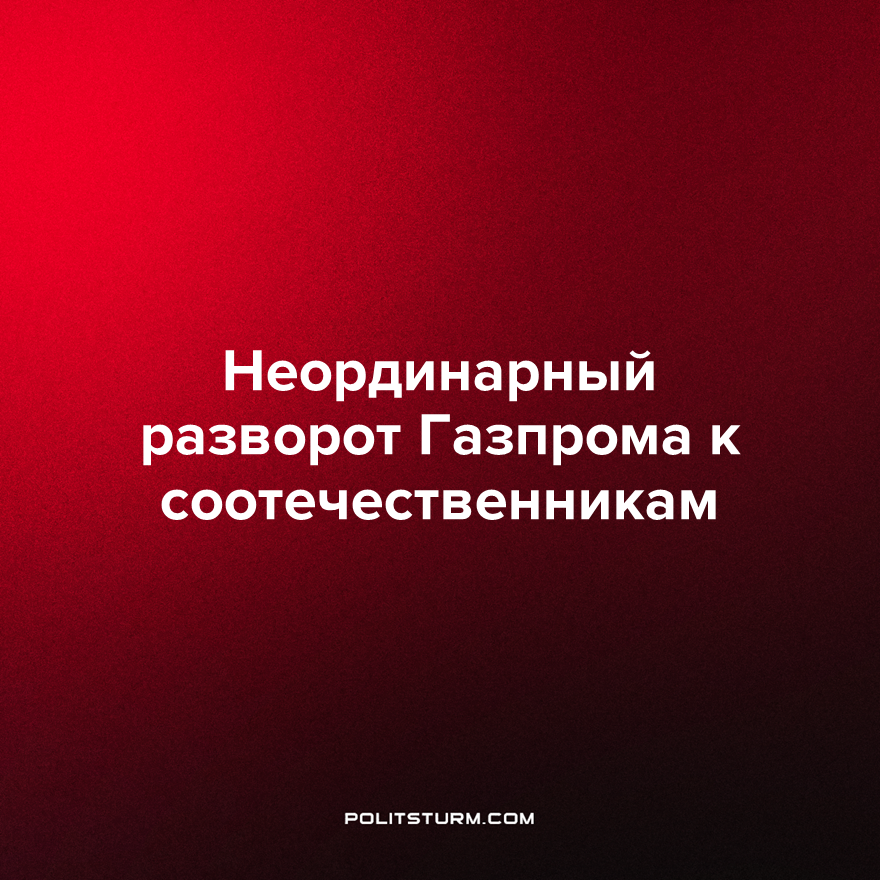 Неординарный
разворот Газпрома к
соотечественникам
POLITSTURM.COM